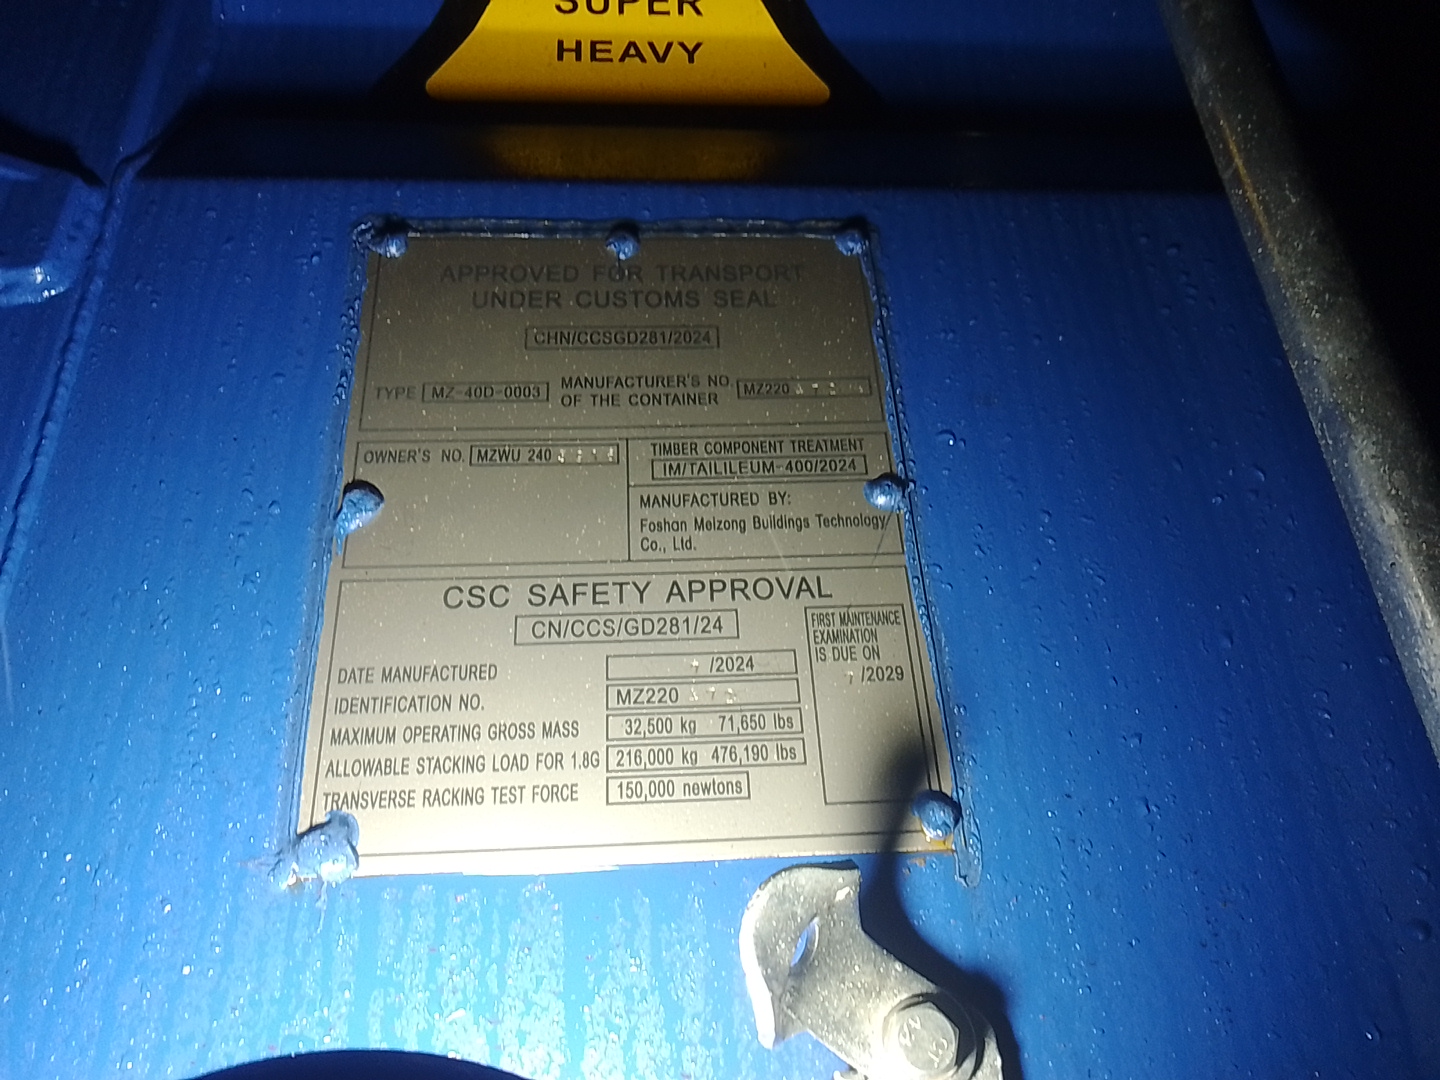 SUPER
HEAVY
APPROVED FOR TRANSPORT
UNDER CUSTOMS SEAL
CHN/CCSGD281/2024
TYPE MZ-40D-0003
MANUFACTURER'S NO.
OF THE CONTAINER
MZ220
OWNER'S NO. MZWU 240
TIMBER COMPONENT TREATMENT
IM/TAILILEUM-400/2024
MANUFACTURED BY:
Foshan Meizong Buildings Technology
Co., Ltd.
CSC SAFETY APPROVAL
CN/CCS/GD281/24
FIRST MAINTENANCE
EXAMINATION
IS DUE ON
/2029
DATE MANUFACTURED /2024
IDENTIFICATION NO. MZ220
MAXIMUM OPERATING GROSS MASS 32,500 kg 71,650 lbs
ALLOWABLE STACKING LOAD FOR 1.8G 216,000 kg 476,190 lbs
TRANSVERSE RACKING TEST FORCE 150,000 newtons